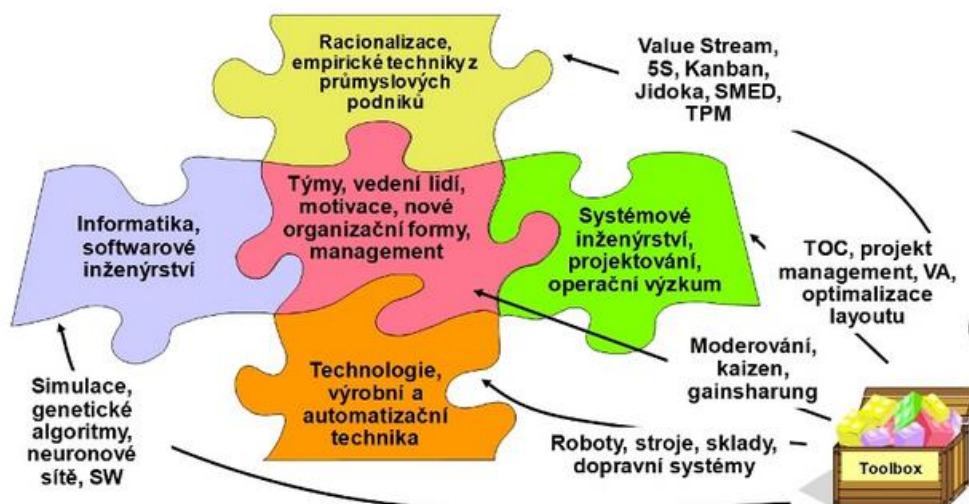 Racionalizace,
empirické techniky z
průmyslových
podniků
Value Stream,
5S, Kanban,
Jidoka, SMED,
TPM
Informatika,
softwarové
inženýrství
Týmy, vedení lidí,
motivace, nové
organizační formy,
management
Systémové
inženýrství,
projektování,
operační výzkum
TOC, projekt
management, VA,
optimalizace
layoutu
Technologie,
výrobní a
automatizační
technika
Moderování,
kaizen,
gainsharung
Simulace,
genetické
algoritmy,
neuronové
sítě, SW
Roboty, stroje, sklady,
dopravní systémy
Toolbox